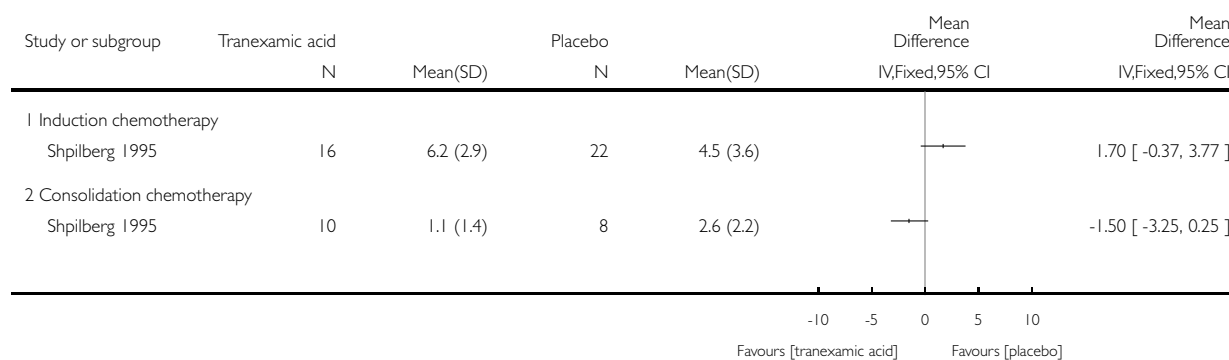 Study or subgroup Tranexamic acid Placebo Mean Difference Mean Difference
N Mean(SD) N Mean(SD) IV,Fixed,95% CI IV,Fixed,95% CI
1 Induction chemotherapy
Shpilberg 1995 16 6.2 (2.9) 22 4.5 (3.6) 1.70 [ -0.37, 3.77 ]
2 Consolidation chemotherapy
Shpilberg 1995 10 1.1 (1.4) 8 2.6 (2.2) -1.50 [ -3.25, 0.25 ]
-10 -5 0 5 10
Favours [tranexamic acid] Favours [placebo]